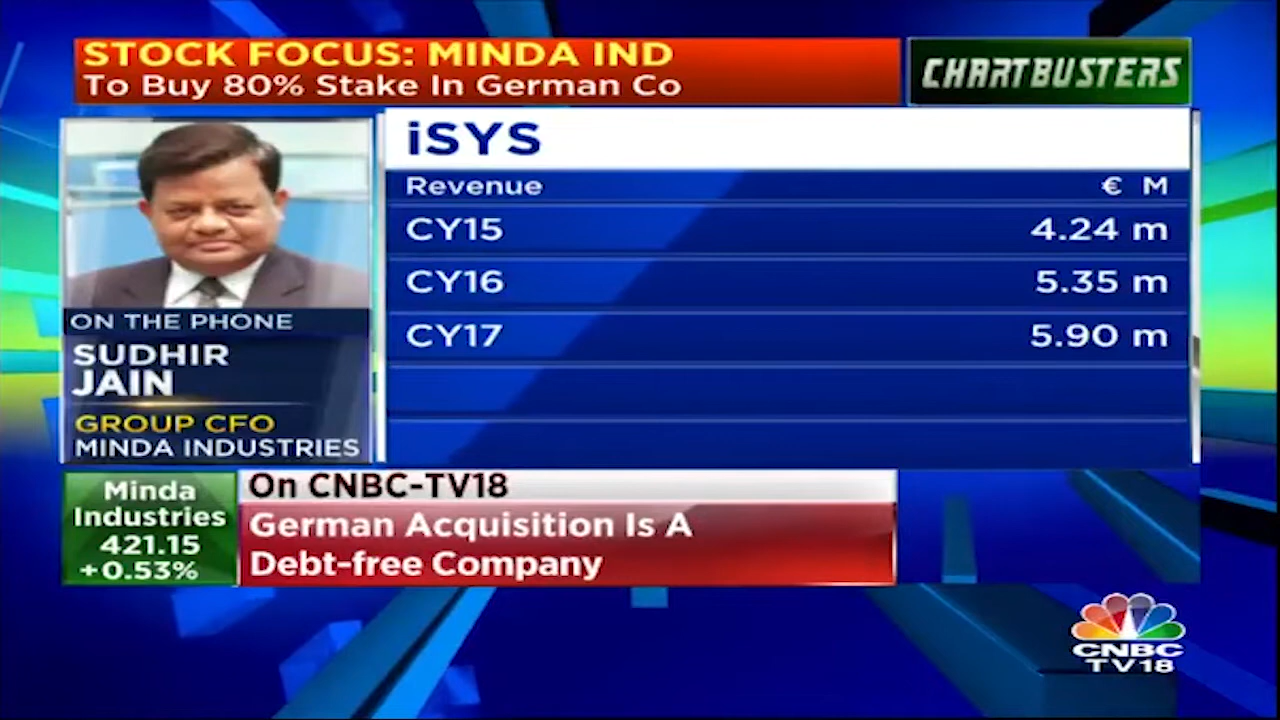 STOCK FOCUS: MINDA IND
To Buy 80% Stake In German Co
CHARTBUSTERS
iSYS
Revenue € M
CY15 4.24 m
CY16 5.35 m
CY17 5.90 m
ON THE PHONE
SUDHIR
JAIN
GROUP CFO
MINDA INDUSTRIES
Minda
Industries
421.15
+0.53%
On CNBC-TV18
German Acquisition Is A
Debt-free Company
CNBC
TV18